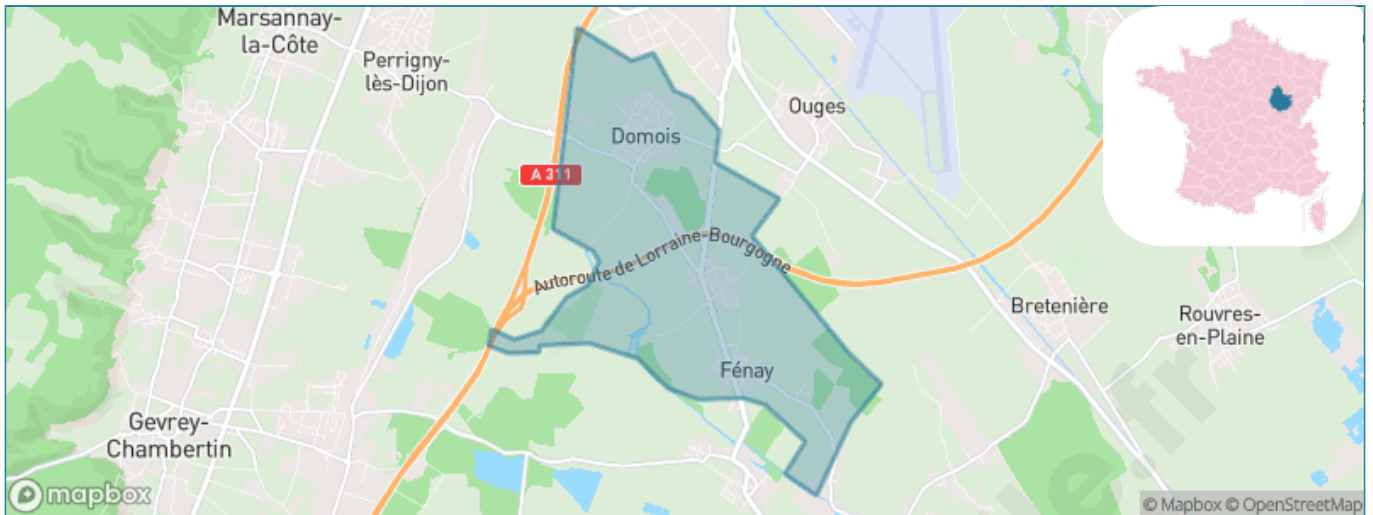 Marsannay-
la-Côte
Perrigny-
lès-Dijon
Ouges
Domois
A 311
Autoroute de Lorraine-Bourgogne
Bretenière
Rouvres-
en-Plaine
Fénay
Gevrey-
Chambertin
mapbox
© Mapbox © OpenStreetMap